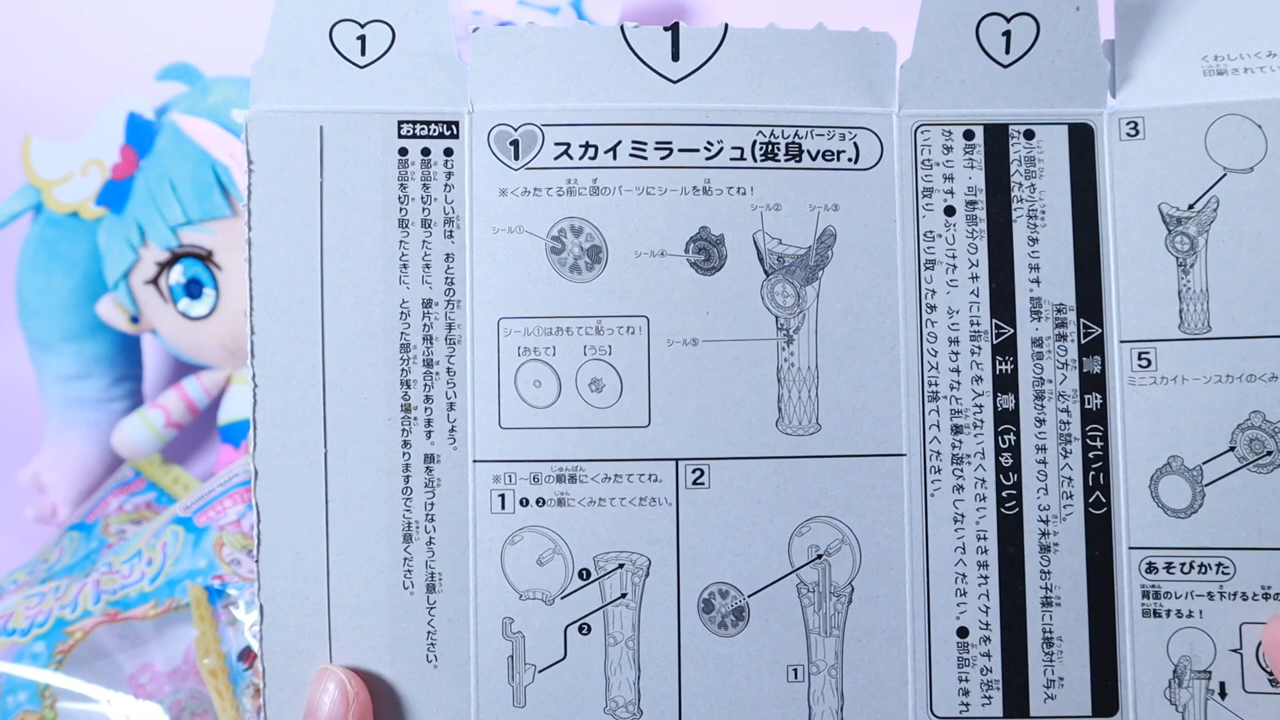 1
1
1
おねがい
●むずかしい所は、おとなの方に手伝ってもらいましょう。
●部品を切り取ったときに、破片が飛ぶ場合があります。顔を近づけないように注意してください。
●部品を切り取ったときに、とがった部分が残る場合がありますのでご注意ください。
1 スカイミラージュ(変身ver.)
へんしんバージョン
※くみたてる前に図のパーツにシールを貼ってね!
シール①
シール②
シール③
シール④
シール⑤
シール①はおもてに貼ってね!
【おもて】
【うら】
※1~6の順番にくみたててね。
1 ❶、❷の順にくみたててください。
❶
❷
2
1
⚠警告(けいこく)
保護者の方へ 必ずお読みください。
●小部品や小球があります。誤飲・窒息の危険がありますので、3才未満のお子様には絶対に与え
ないでください。
⚠注意(ちゅうい)
●取付・可動部分のスキマには指などを入れないでください。はさまれてケガをする恐れ
があります。●ぶつけたり、ふりまわすなど乱暴な遊びをしないでください。●部品はきれ
いに切り取り、切り取ったあとのクズは捨ててください。
くわしいくみ
印刷されてい
3
5
ミニスカイトーンスカイのくみ
あそびかた
背面のレバーを下げると中の
回転するよ!